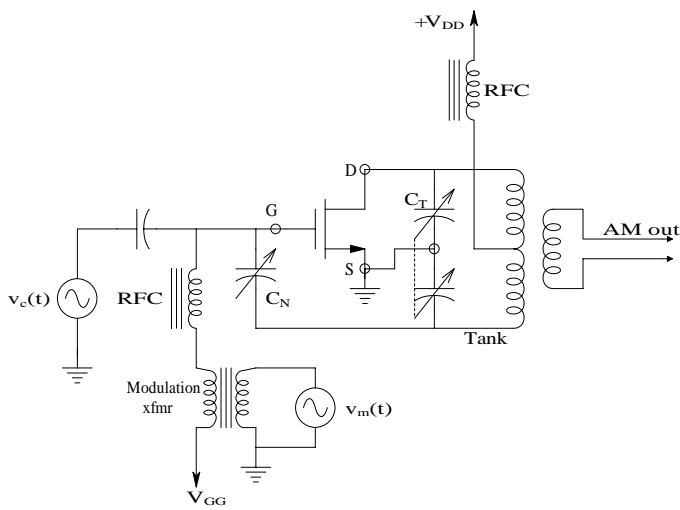 +V_DD
RFC
D
G
C_T
S
AM out
v_c(t)
RFC
C_N
Tank
Modulation
xfmr
v_m(t)
V_GG